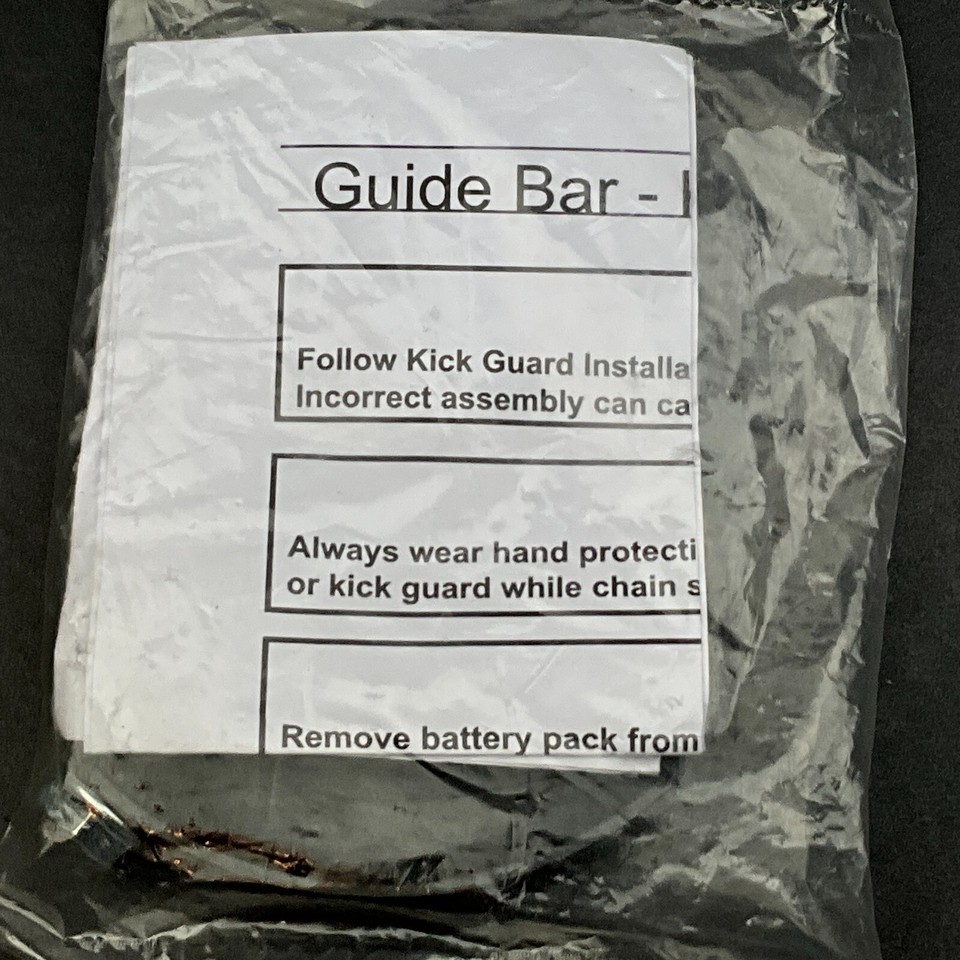 Guide Bar -
Follow Kick Guard Installa
Incorrect assembly can ca
Always wear hand protecti
or kick guard while chain s
Remove battery pack from